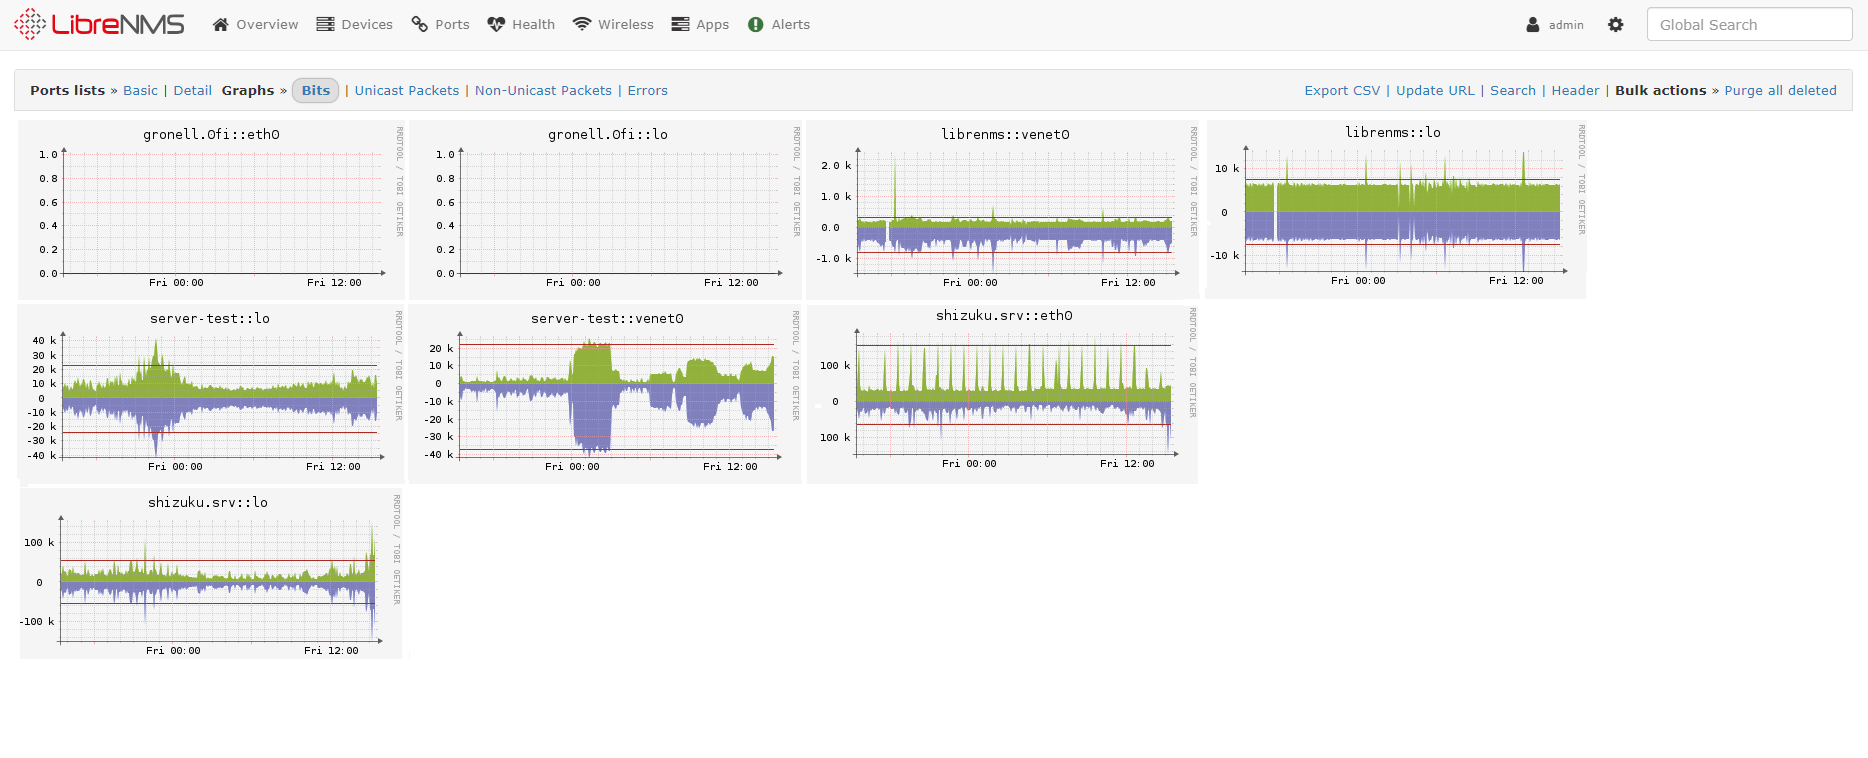 LibreNMS Overview Devices Ports Health Wireless Apps Alerts admin Global Search
Ports lists » Basic | Detail Graphs » Bits | Unicast Packets | Non-Unicast Packets | Errors Export CSV | Update URL | Search | Header | Bulk actions » Purge all deleted
gronell.0fi::eth0
1.0
0.8
0.6
0.4
0.2
0.0
Fri 00:00 Fri 12:00
RRDTOOL / TOBI OETIKER
gronell.0fi::lo
1.0
0.8
0.6
0.4
0.2
0.0
Fri 00:00 Fri 12:00
RRDTOOL / TOBI OETIKER
librenms::venet0
2.0 k
1.0 k
0.0
-1.0 k
Fri 00:00 Fri 12:00
RRDTOOL / TOBI OETIKER
librenms::lo
10 k
0
-10 k
Fri 00:00 Fri 12:00
RRDTOOL / TOBI OETIKER
server-test::lo
40 k
30 k
20 k
10 k
0
-10 k
-20 k
-30 k
-40 k
Fri 00:00 Fri 12:00
RRDTOOL / TOBI OETIKER
server-test::venet0
20 k
10 k
0
-10 k
-20 k
-30 k
-40 k
Fri 00:00 Fri 12:00
RRDTOOL / TOBI OETIKER
shizuku.srv::eth0
100 k
0
100 k
Fri 00:00 Fri 12:00
RRDTOOL / TOBI OETIKER
shizuku.srv::lo
100 k
0
-100 k
Fri 00:00 Fri 12:00
RRDTOOL / TOBI OETIKER